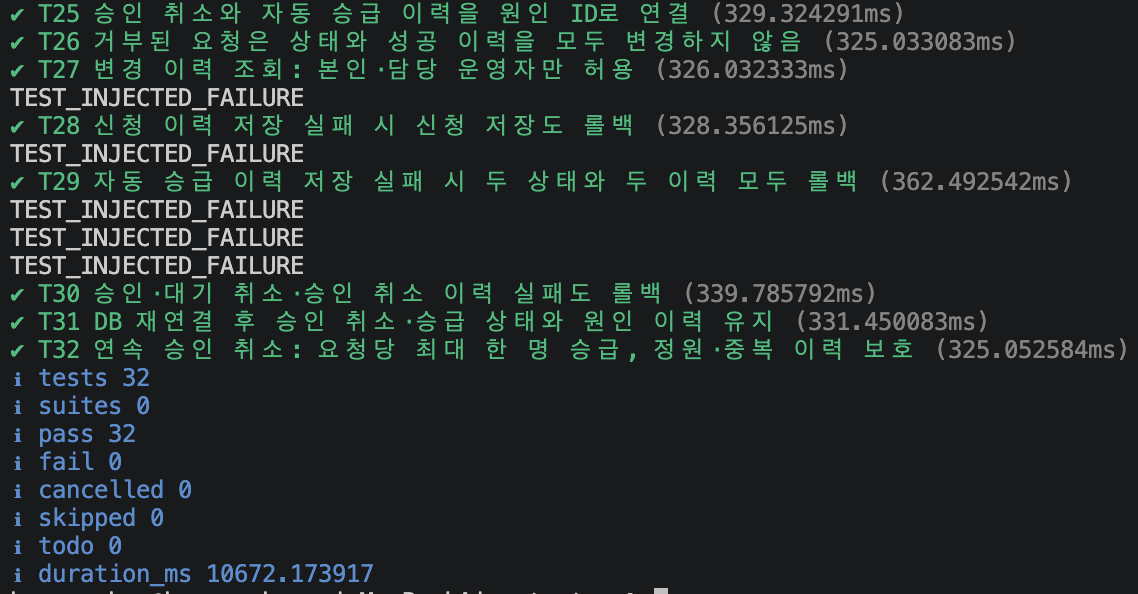 ✔ T25 승인 취소와 자동 승급 이력을 원인 ID로 연결 (329.324291ms)
✔ T26 거부된 요청은 상태와 성공 이력을 모두 변경하지 않음 (325.033083ms)
✔ T27 변경 이력 조회: 본인·담당 운영자만 허용 (326.032333ms)
TEST_INJECTED_FAILURE
✔ T28 신청 이력 저장 실패 시 신청 저장도 롤백 (328.356125ms)
TEST_INJECTED_FAILURE
✔ T29 자동 승급 이력 저장 실패 시 두 상태와 두 이력 모두 롤백 (362.492542ms)
TEST_INJECTED_FAILURE
TEST_INJECTED_FAILURE
TEST_INJECTED_FAILURE
✔ T30 승인·대기 취소·승인 취소 이력 실패도 롤백 (339.785792ms)
✔ T31 DB 재연결 후 승인 취소·승급 상태와 원인 이력 유지 (331.450083ms)
✔ T32 연속 승인 취소: 요청당 최대 한 명 승급, 정원·중복 이력 보호 (325.052584ms)
ℹ tests 32
ℹ suites 0
ℹ pass 32
ℹ fail 0
ℹ cancelled 0
ℹ skipped 0
ℹ todo 0
ℹ duration_ms 10672.173917